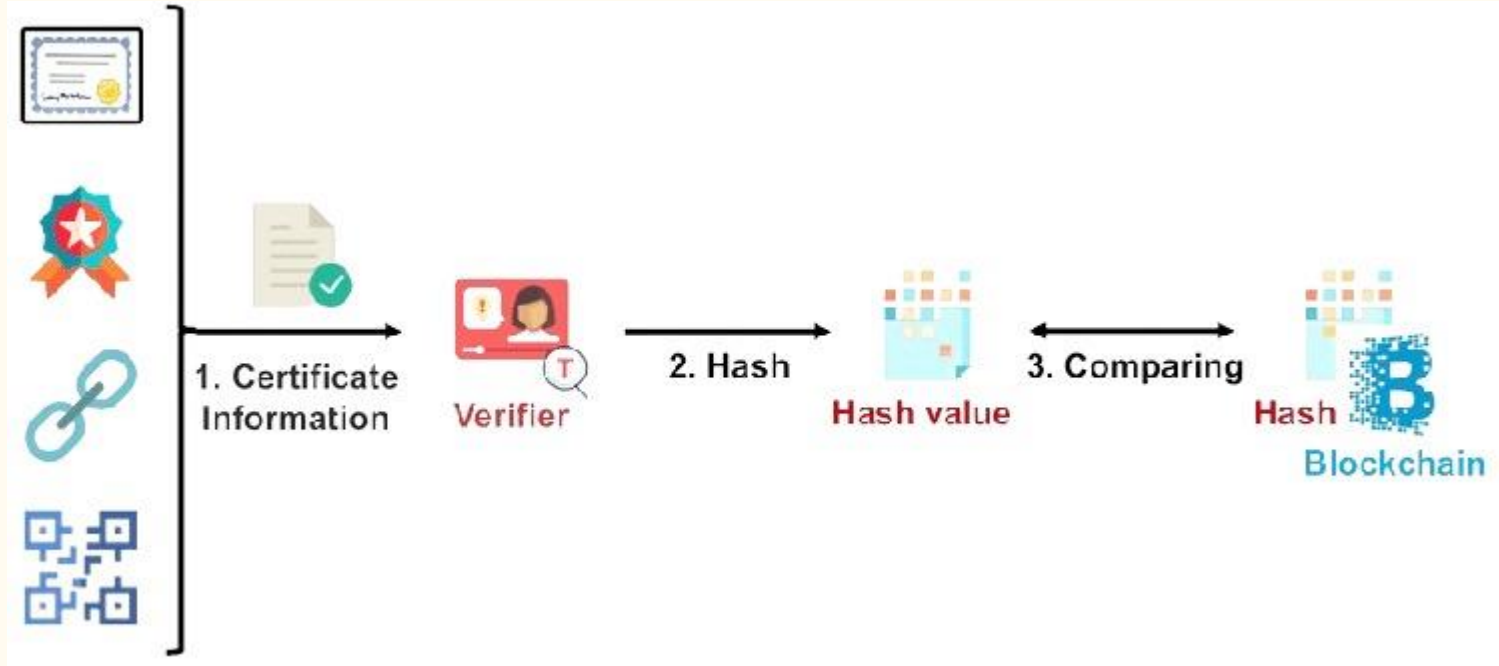 1. Certificate
Information
T
Verifier
2. Hash
Hash value
3. Comparing
Hash
Blockchain